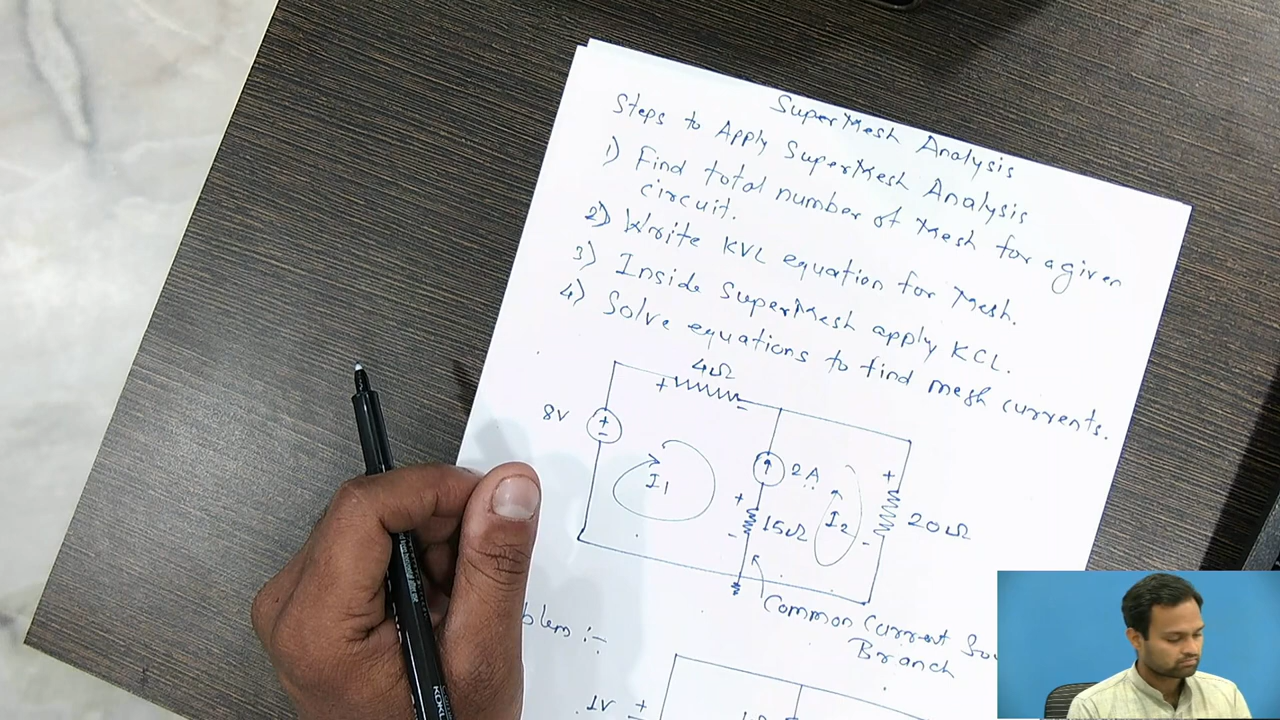 SuperMesh Analysis
Steps to Apply SuperMesh Analysis
1) Find total number of Mesh for a given
circuit.
2) Write KVL equation for Mesh.
3) Inside SuperMesh apply KCL.
4) Solve equations to find mesh currents.
4Ω
+ -
8V
+
-
I1
2A
+
15Ω
-
I2
+
20Ω
-
Common Current
Branch
:-
1V +